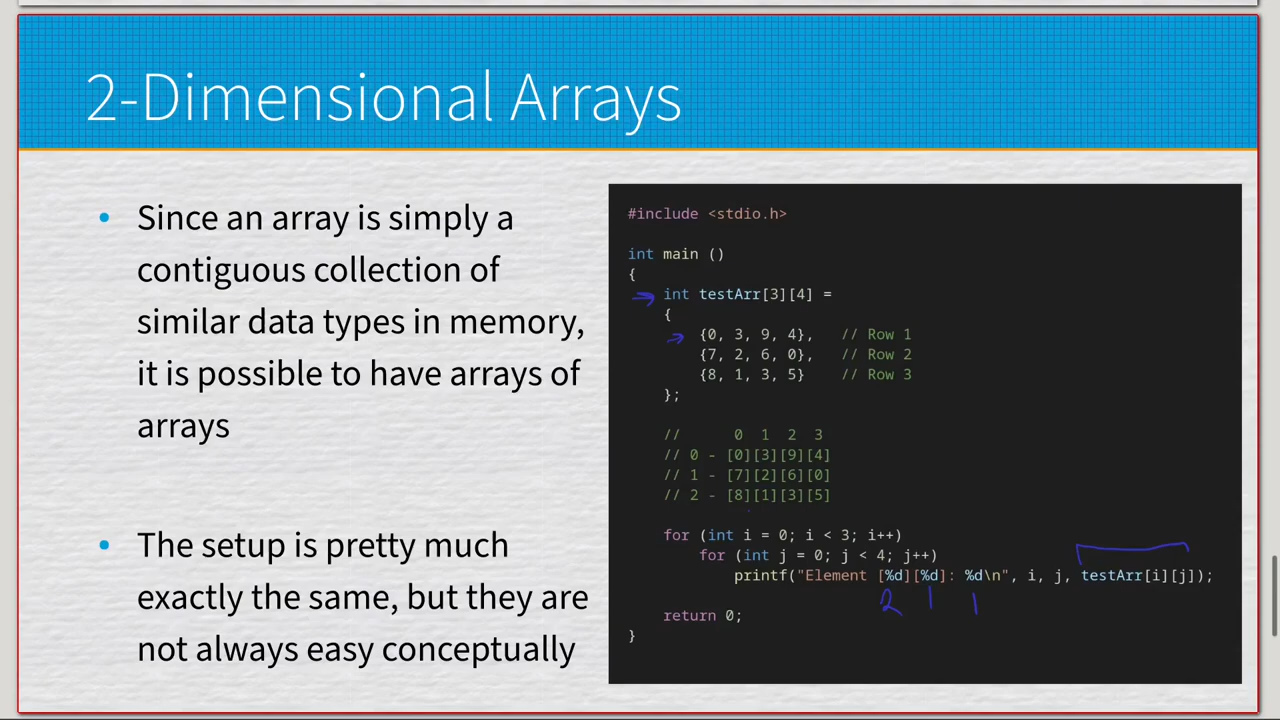 2-Dimensional Arrays
• Since an array is simply a
contiguous collection of
similar data types in memory,
it is possible to have arrays of
arrays
• The setup is pretty much
exactly the same, but they are
not always easy conceptually
#include <stdio.h>
int main ()
{
int testArr[3][4] =
{
{0, 3, 9, 4},   // Row 1
{7, 2, 6, 0},   // Row 2
{8, 1, 3, 5}    // Row 3
};
//      0  1  2  3
// 0 - [0][3][9][4]
// 1 - [7][2][6][0]
// 2 - [8][1][3][5]
for (int i = 0; i < 3; i++)
for (int j = 0; j < 4; j++)
printf("Element [%d][%d]: %d\n", i, j, testArr[i][j]);
2 1 1
return 0;
}